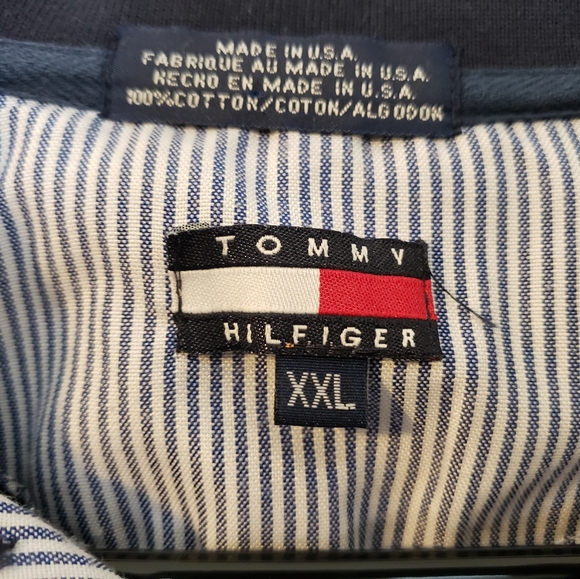 MADE IN U.S.A.
FABRIQUE AU MADE IN U.S.A.
HECHO EN MADE IN U.S.A.
100%COTTON/COTON/ALGODON
TOMMY
HILFIGER
XXL